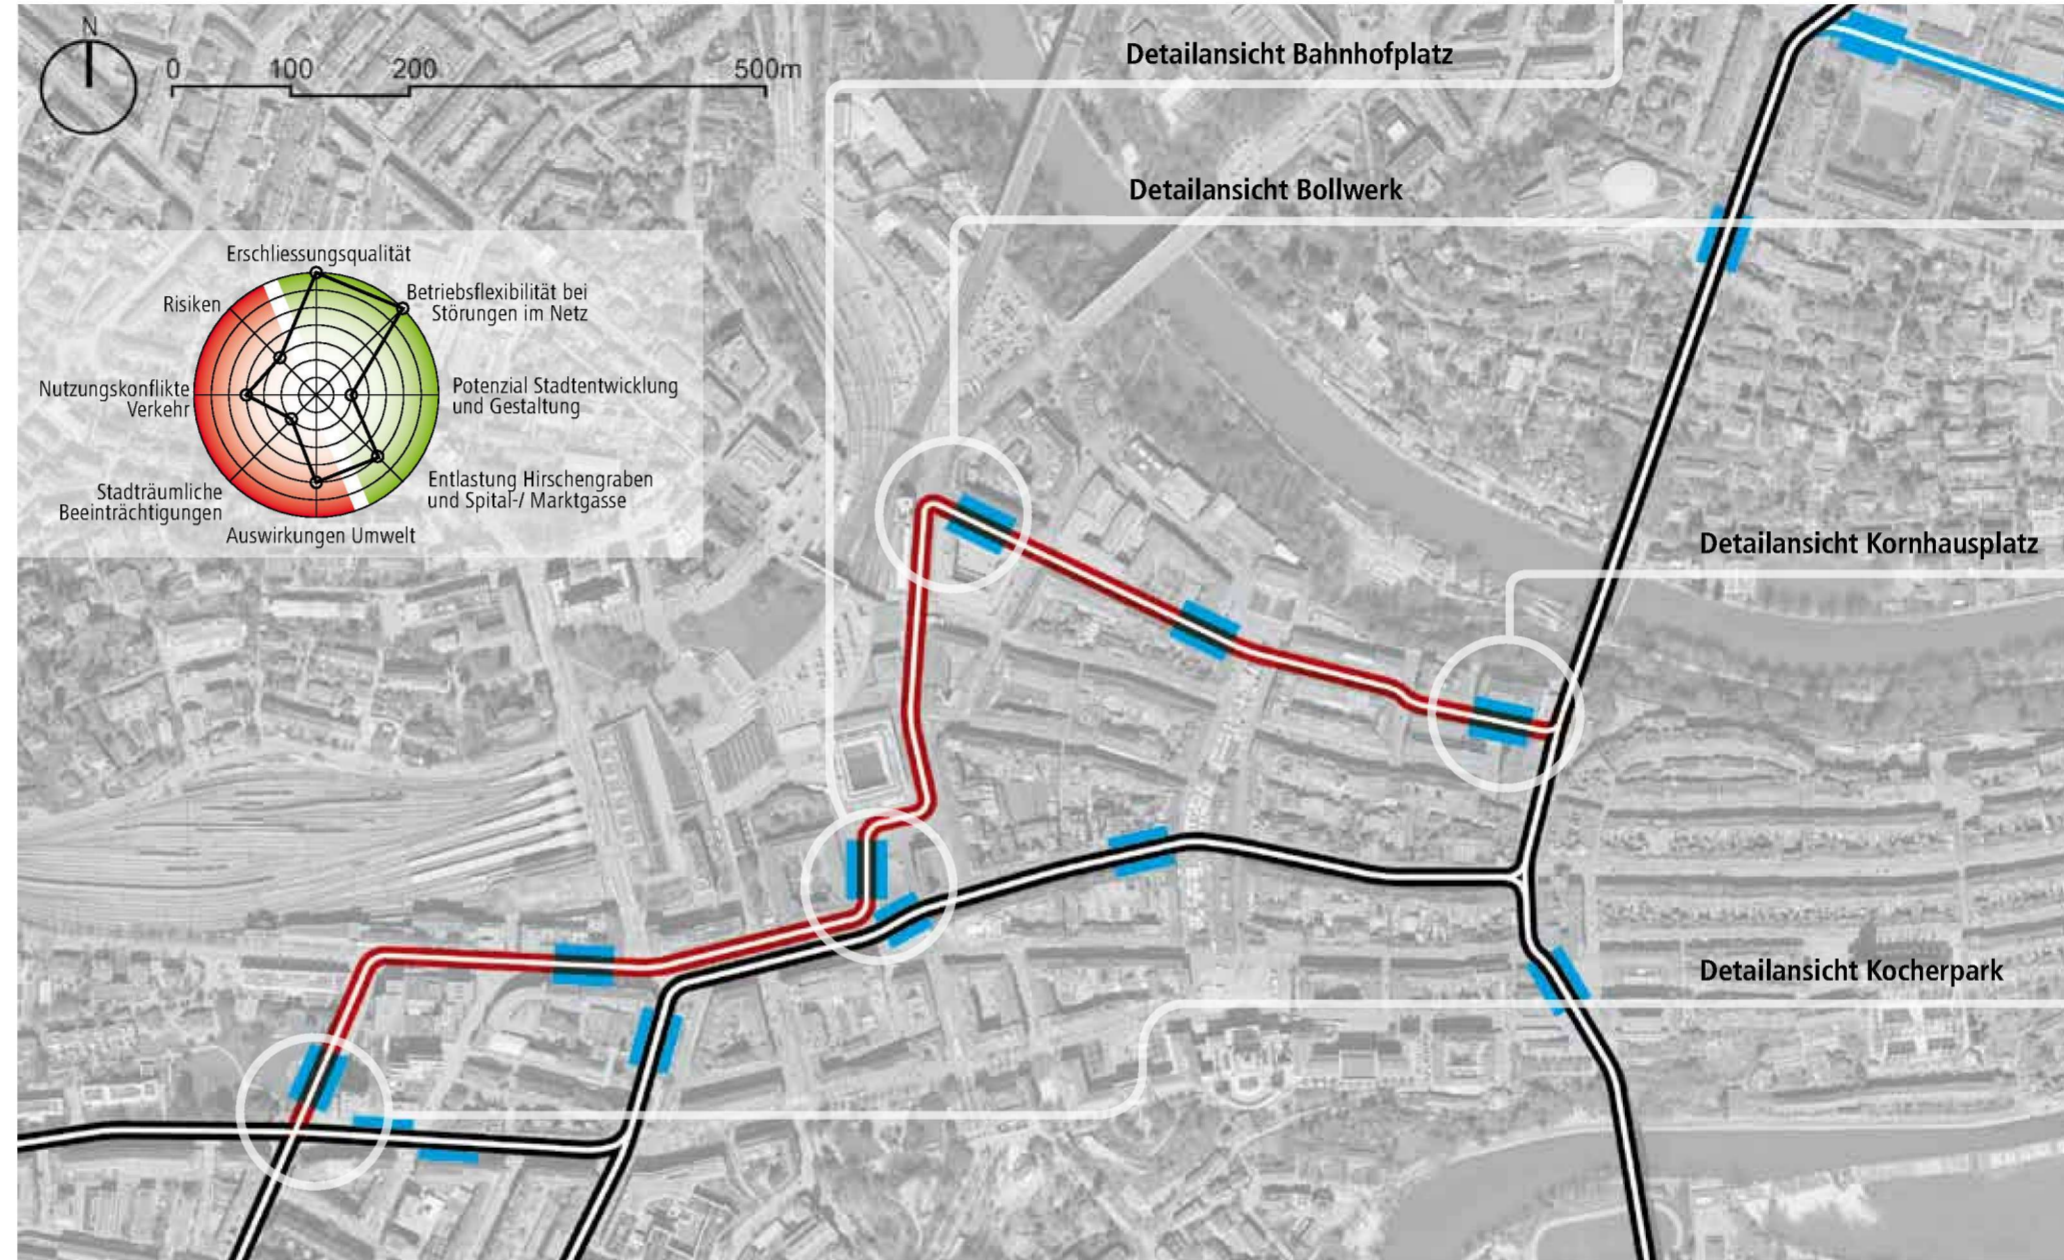 N
0 100 200 500m
Detailansicht Bahnhofplatz
Detailansicht Bollwerk
Erschliessungsqualität
Betriebsflexibilität bei
Störungen im Netz
Risiken
Nutzungskonflikte
Verkehr
Potenzial Stadtentwicklung
und Gestaltung
Entlastung Hirschengraben
und Spital-/ Marktgasse
Stadträumliche
Beeinträchtigungen
Auswirkungen Umwelt
Detailansicht Kornhausplatz
Detailansicht Kocherpark